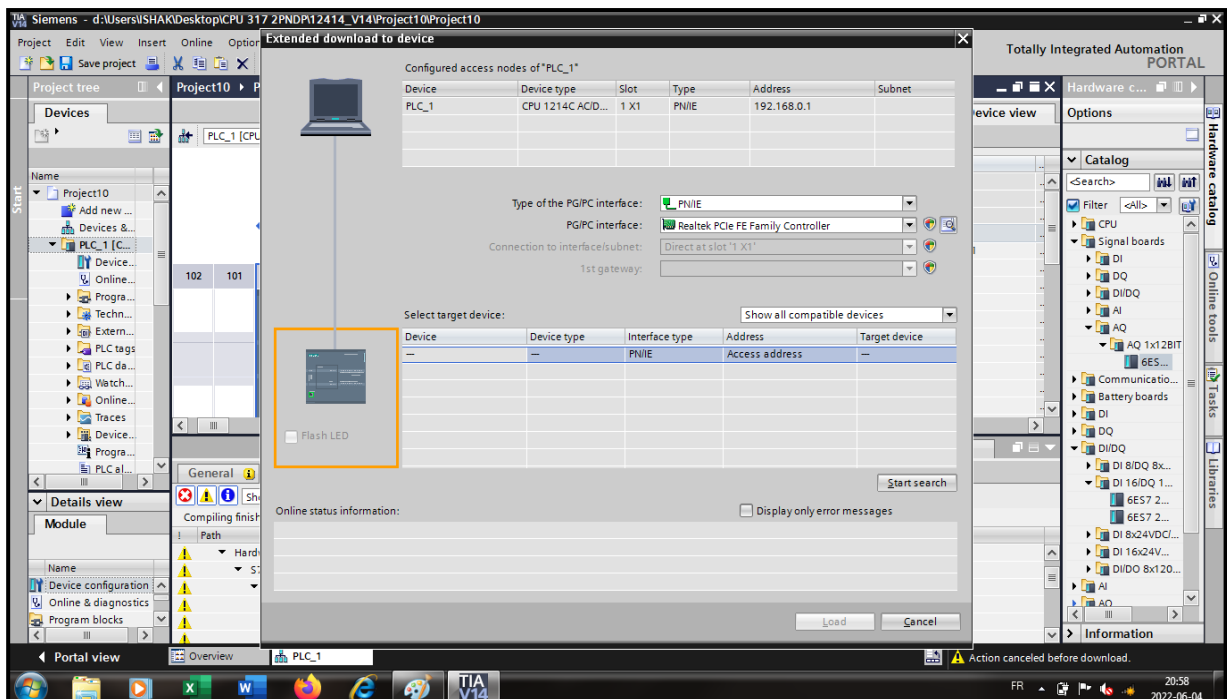 Siemens - d:\Users\ISHAK\Desktop\CPU 317 2PNDP\12414_V14\Project10\Project10
Project Edit View Insert Online Option
Save project
Totally Integrated Automation
PORTAL
Extended download to device
Project tree
Project10 P
Hardware c...
Devices
PLC_1 [CPU
evice view
Options
Start
Name
Project10
Add new ...
Devices &...
PLC_1 [C...
Device...
Online...
Progra...
Techn...
Extern...
PLC tags
PLC da...
Watch...
Online...
Traces
Device...
Progra...
PLC al...
102 101
Configured access nodes of "PLC_1"
Device Device type Slot Type Address Subnet
PLC_1 CPU 1214C AC/D... 1 X1 PN/IE 192.168.0.1
Type of the PG/PC interface: PN/IE
PG/PC interface: Realtek PCIe FE Family Controller
Connection to interface/subnet: Direct at slot '1 X1'
1st gateway:
Select target device: Show all compatible devices
Device Device type Interface type Address Target device
— — PN/IE Access address —
Flash LED
Start search
Online status information: Display only error messages
Load Cancel
Catalog
<Search>
Filter <All>
CPU
Signal boards
DI
DQ
DI/DQ
AI
AQ
AQ 1x12BIT
6ES...
Communicatio...
Battery boards
DI
DQ
DI/DQ
DI 8/DQ 8x...
DI 16/DQ 1...
6ES7 2...
6ES7 2...
DI 8x24VDC/...
DI 16x24V...
DI/DO 8x120...
AI
AQ
Information
Hardware catalog
Online tools
Tasks
Libraries
General
Sho
Compiling finish
! Path
Hardw
S7
Details view
Module
Name
Device configuration
Online & diagnostics
Program blocks
Portal view Overview PLC_1
Action canceled before download.
TIA
V14
FR
20:58
2022-06-04